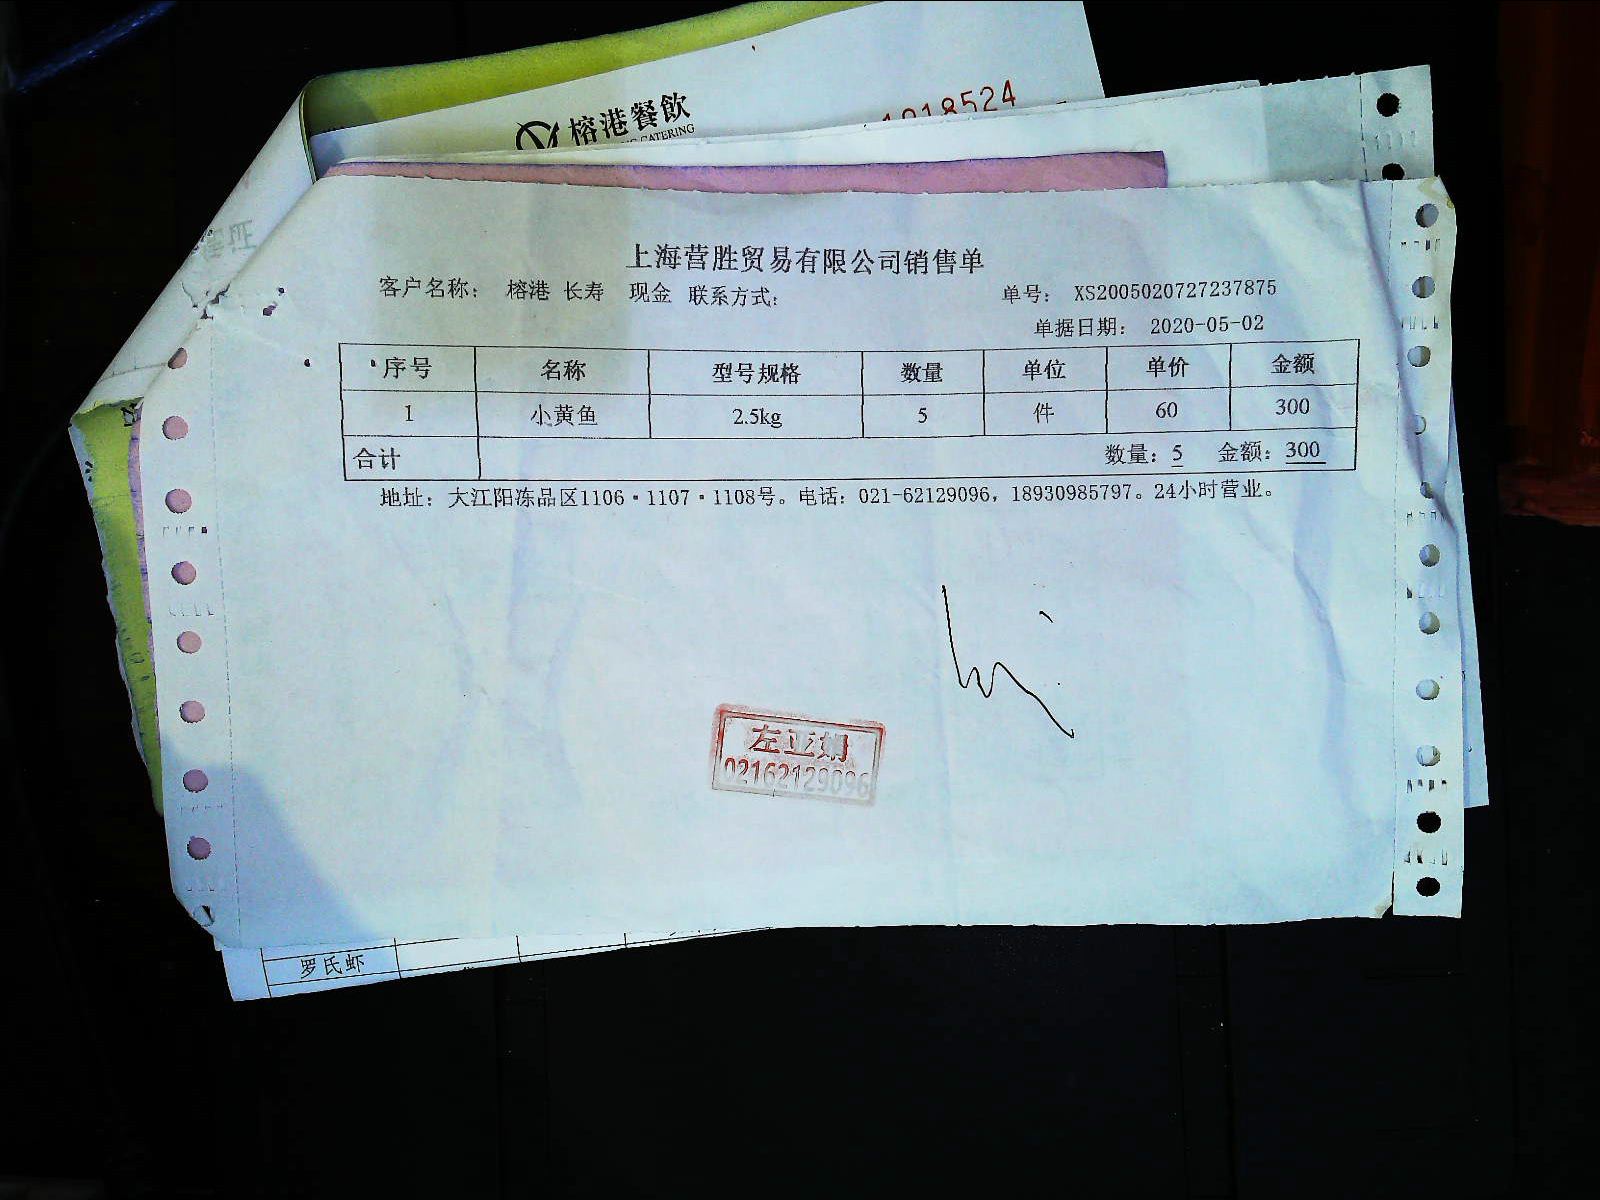 榕港餐飲
CATERING
18524
上海营胜贸易有限公司销售单
客户名称： 榕港 长寿 现金 联系方式： 单号： XS2005020727237875
单据日期： 2020-05-02
序号 名称 型号规格 数量 单位 单价 金额
1 小黄鱼 2.5kg 5 件 60 300
合计 数量：5 金额：300
地址：大江阳冻品区1106·1107·1108号。电话：021-62129096，18930985797。24小时营业。
左亚娟
02162129096
罗氏虾